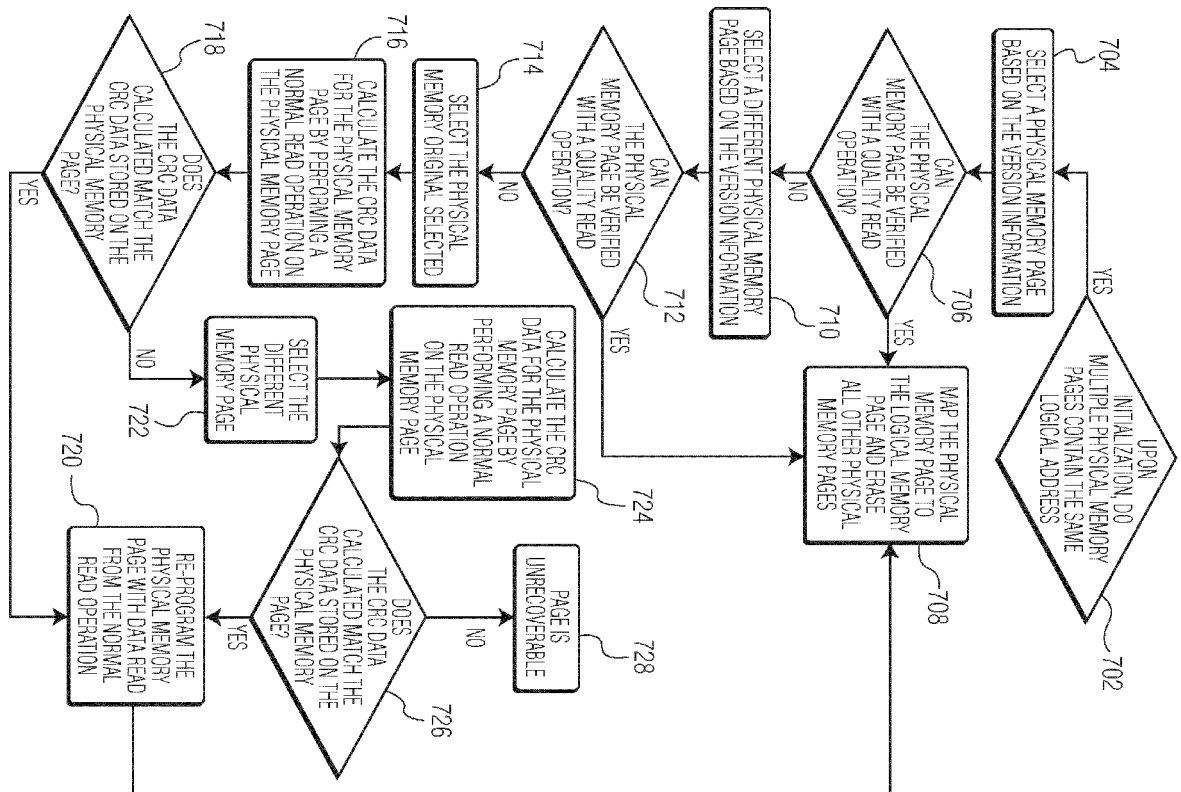 702
UPON
INITIALIZATION, DO
MULTIPLE PHYSICAL MEMORY
PAGES CONTAIN THE SAME
LOGICAL ADDRESS
YES
704
SELECT A PHYSICAL MEMORY PAGE
BASED ON THE VERSION INFORMATION
706
CAN
THE PHYSICAL
MEMORY PAGE BE VERIFIED
WITH A QUALITY READ
OPERATION?
YES
NO
708
MAP THE PHYSICAL
MEMORY PAGE TO
THE LOGICAL MEMORY
PAGE AND ERASE
ALL OTHER PHYSICAL
MEMORY PAGES
710
SELECT A DIFFERENT PHYSICAL MEMORY
PAGE BASED ON THE VERSION INFORMATION
712
CAN
THE PHYSICAL
MEMORY PAGE BE VERIFIED
WITH A QUALITY READ
OPERATION?
YES
NO
714
SELECT THE PHYSICAL
MEMORY ORIGINAL SELECTED
716
CALCULATE THE CRC DATA
FOR THE PHYSICAL MEMORY
PAGE BY PERFORMING A
NORMAL READ OPERATION ON
THE PHYSICAL MEMORY PAGE
718
DOES
THE CRC DATA
CALCULATED MATCH THE
CRC DATA STORED ON THE
PHYSICAL MEMORY
PAGE?
YES
NO
722
SELECT THE
DIFFERENT
PHYSICAL
MEMORY PAGE
724
CALCULATE THE CRC
DATA FOR THE PHYSICAL
MEMORY PAGE BY
PERFORMING A NORMAL
READ OPERATION
ON THE PHYSICAL
MEMORY PAGE
726
DOES
THE CRC DATA
CALCULATED MATCH THE
CRC DATA STORED ON THE
PHYSICAL MEMORY
PAGE?
NO
YES
728
PAGE IS
UNRECOVERABLE
720
RE-PROGRAM THE
PHYSICAL MEMORY
PAGE WITH DATA READ
FROM THE NORMAL
READ OPERATION